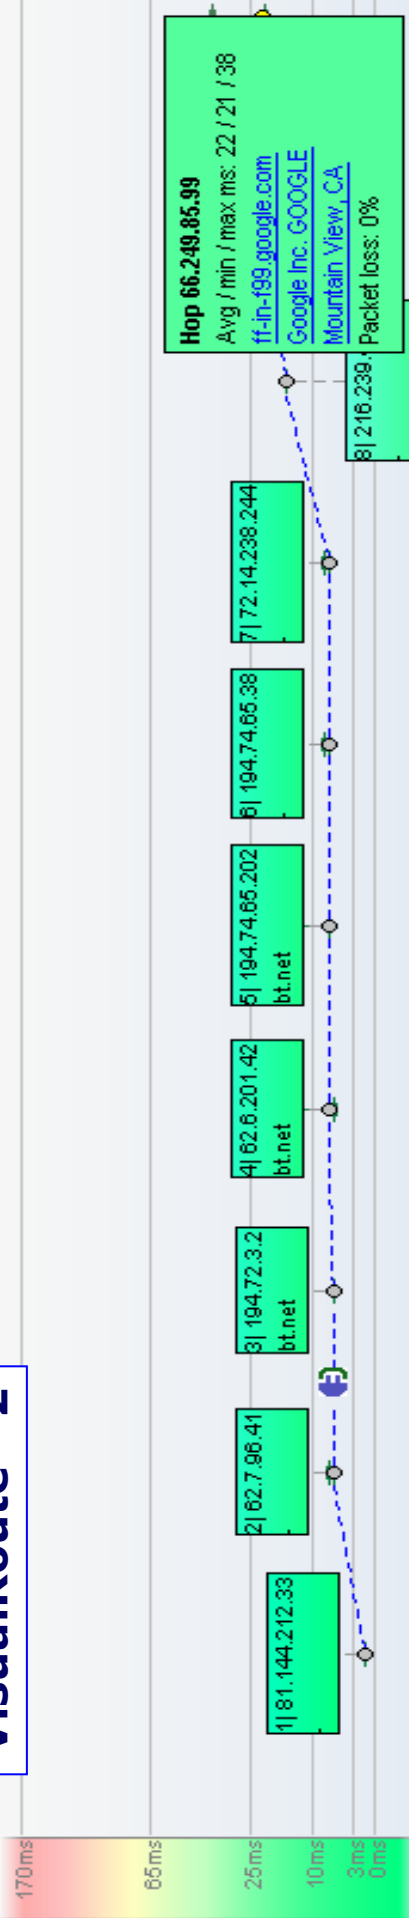 VisualRoute - 2
170ms
65ms
25ms
10ms
3ms
0ms
1| 81.144.212.33
-
2| 62.7.96.41
-
3| 194.72.3.2
bt.net
4| 62.6.201.42
bt.net
5| 194.74.65.202
bt.net
6| 194.74.65.38
-
7| 72.14.238.244
-
8| 216.239.
-
Hop 66.249.85.99
Avg / min / max ms: 22 / 21 / 38
ff-in-f99.google.com
Google Inc. GOOGLE
Mountain View, CA
Packet loss: 0%